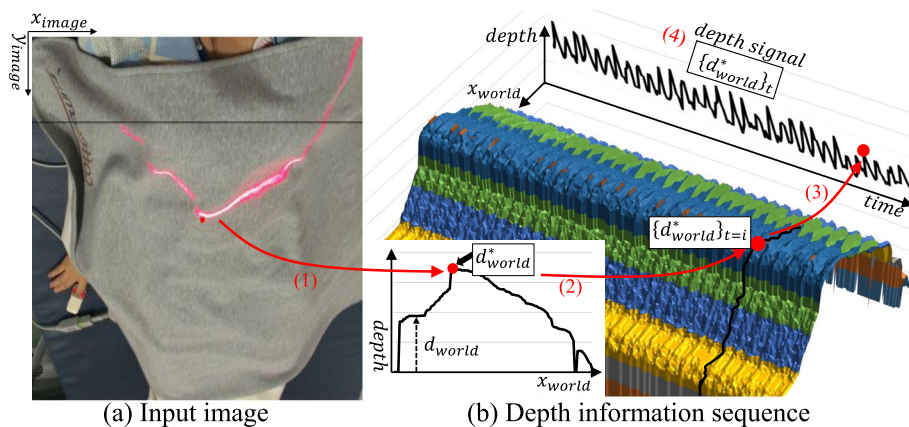 x_image
y_image
depth
(4)
depth signal
{d*_world}_t
x_world
(3)
time
{d*_world}_{t=i}
(1)
d*_world
(2)
depth
d_world
x_world
(a) Input image
(b) Depth information sequence